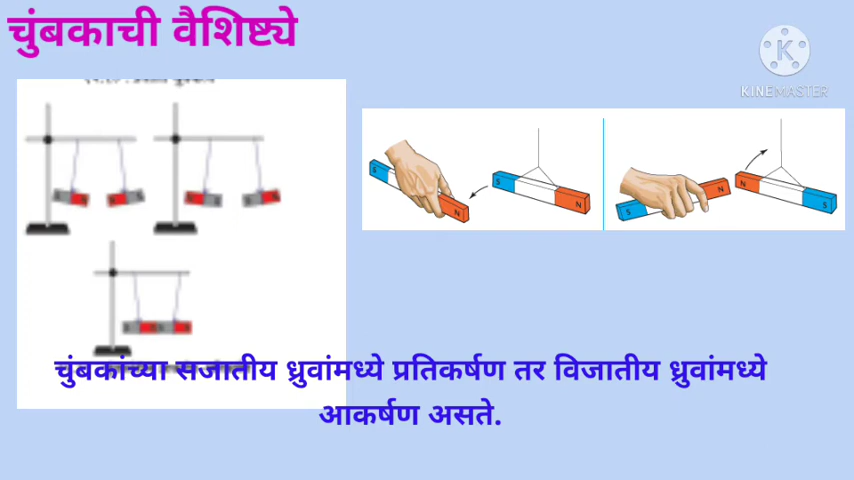 चुंबकाची वैशिष्ट्ये
KINEMASTER
S
N
S
N
S
N
N
S
चुंबकांच्या सजातीय ध्रुवांमध्ये प्रतिकर्षण तर विजातीय ध्रुवांमध्ये
आकर्षण असते.